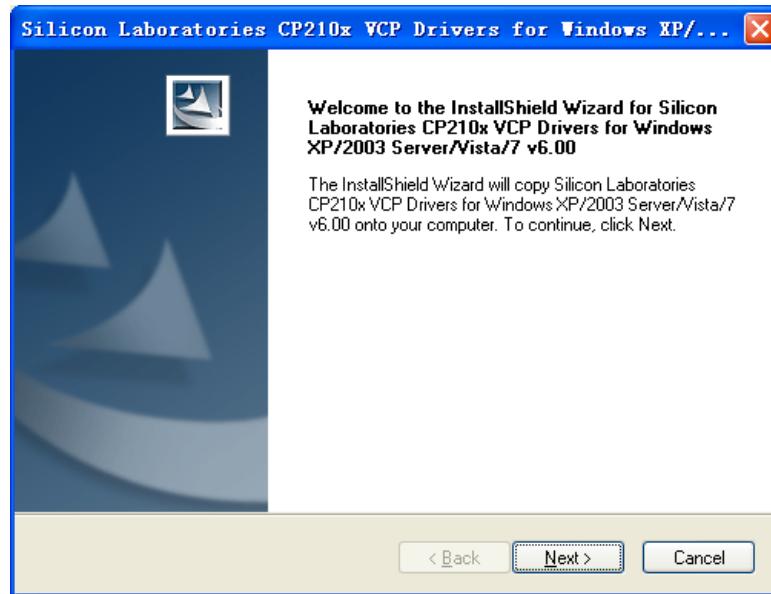 Silicon Laboratories CP210x VCP Drivers for Windows XP/...
Welcome to the InstallShield Wizard for Silicon
Laboratories CP210x VCP Drivers for Windows
XP/2003 Server/Vista/7 v6.00
The InstallShield Wizard will copy Silicon Laboratories
CP210x VCP Drivers for Windows XP/2003 Server/Vista/7
v6.00 onto your computer. To continue, click Next.
< Back
Next >
Cancel